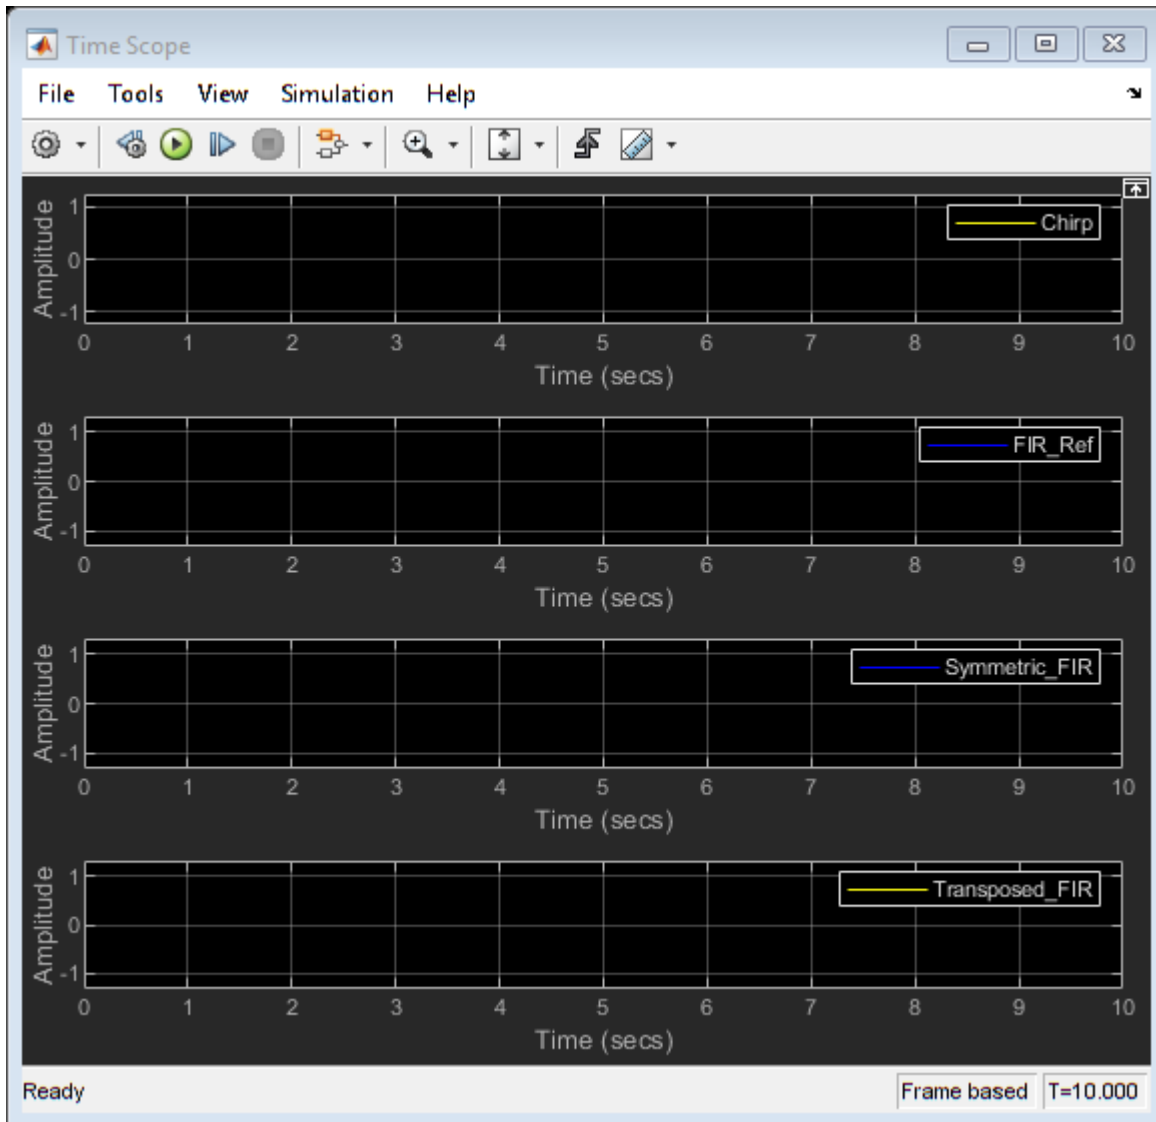 Time Scope
File Tools View Simulation Help
Amplitude
1
0
-1
Chirp
0 1 2 3 4 5 6 7 8 9 10
Time (secs)
Amplitude
1
0
-1
FIR_Ref
0 1 2 3 4 5 6 7 8 9 10
Time (secs)
Amplitude
1
0
-1
Symmetric_FIR
0 1 2 3 4 5 6 7 8 9 10
Time (secs)
Amplitude
1
0
-1
Transposed_FIR
0 1 2 3 4 5 6 7 8 9 10
Time (secs)
Ready Frame based T=10.000